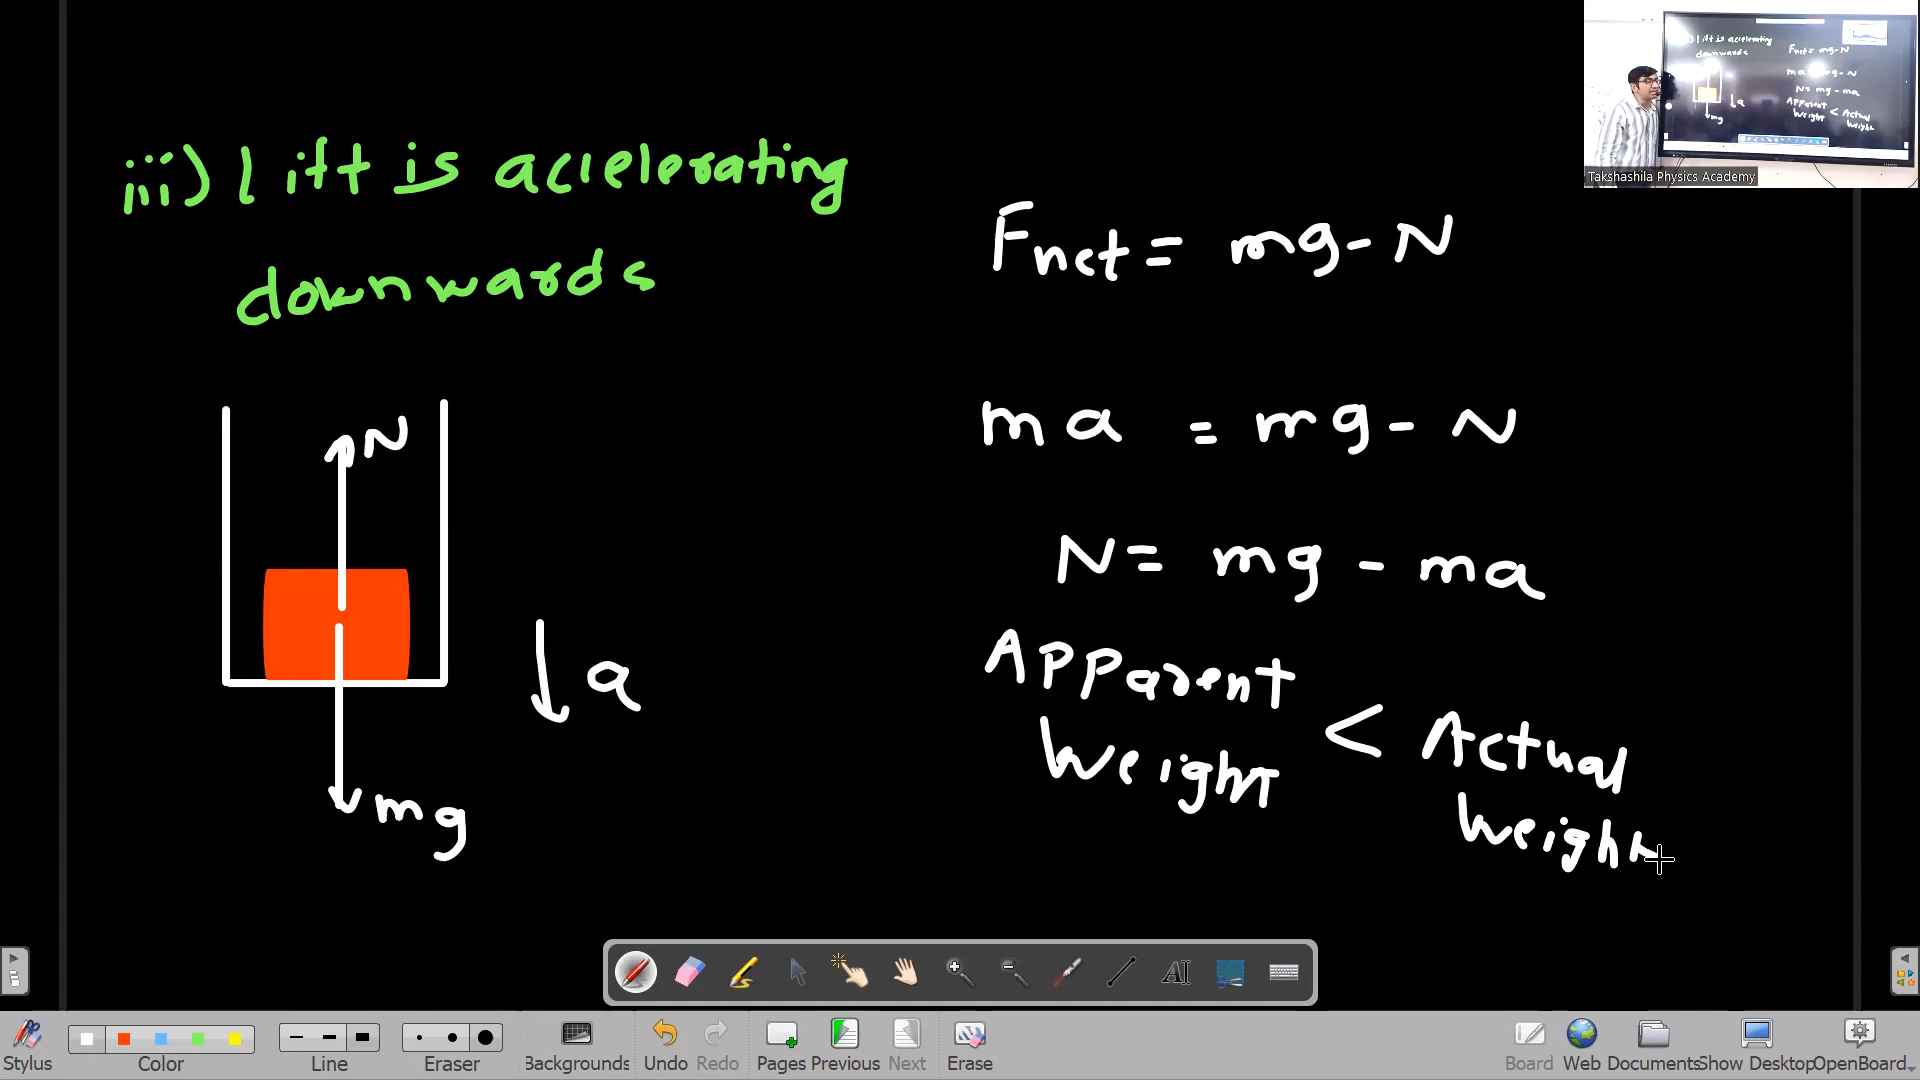 iii) lift is acclelerating
downwards
Fnet = mg - N
ma = mg - N
N = mg - ma
Apparent
Weight
<
Actual
Weight
N
a
mg
Takshashila Physics Academy
Stylus
Color
Line
Eraser
Backgrounds
Undo
Redo
Pages
Previous
Next
Erase
Board
Web
Documents
Show Desktop
OpenBoard